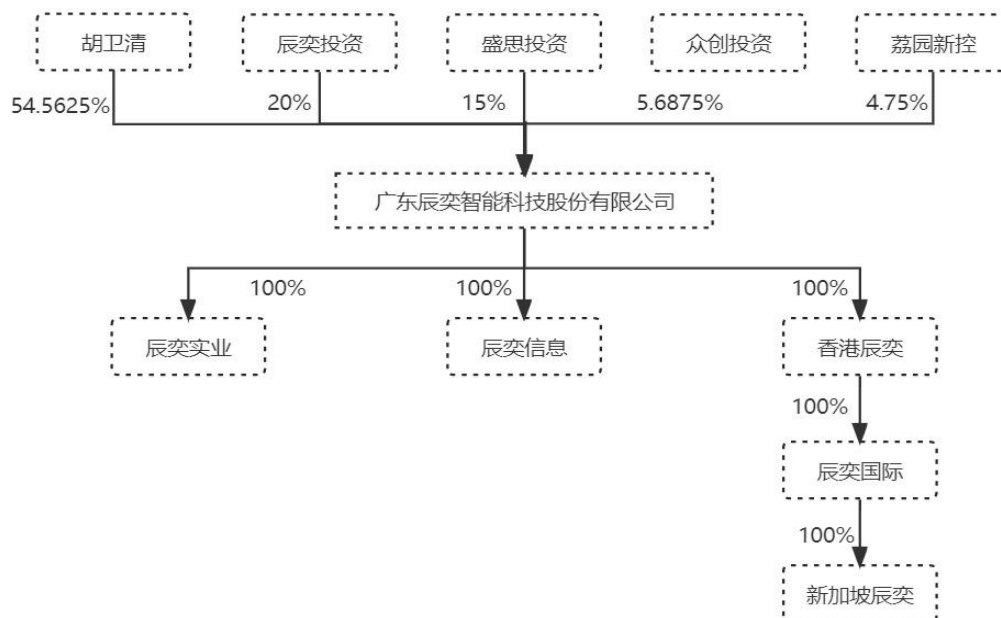 胡卫清
辰奕投资
盛思投资
众创投资
荔园新控
54.5625%
20%
15%
5.6875%
4.75%
广东辰奕智能科技股份有限公司
100%
100%
100%
辰奕实业
辰奕信息
香港辰奕
100%
辰奕国际
100%
新加坡辰奕